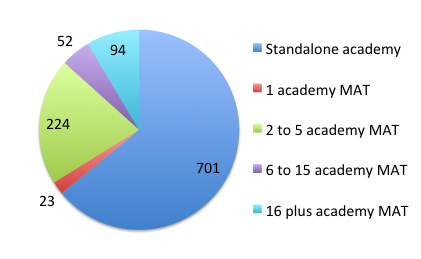 52
94
224
701
23
Standalone academy
1 academy MAT
2 to 5 academy MAT
6 to 15 academy MAT
16 plus academy MAT